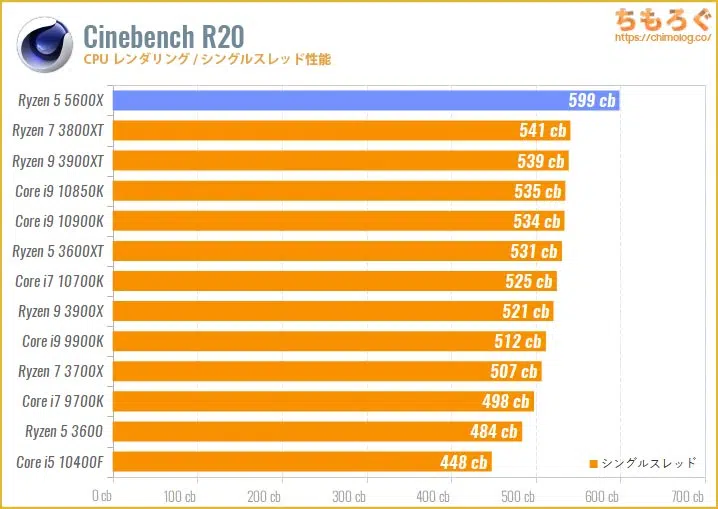 Cinebench R20
CPU レンダリング / シングルスレッド性能
ちもろぐ
https://chimolog.co/
Ryzen 5 5600X 599 cb
Ryzen 7 3800XT 541 cb
Ryzen 9 3900XT 539 cb
Core i9 10850K 535 cb
Core i9 10900K 534 cb
Ryzen 5 3600XT 531 cb
Core i7 10700K 525 cb
Ryzen 9 3900X 521 cb
Core i9 9900K 512 cb
Ryzen 7 3700X 507 cb
Core i7 9700K 498 cb
Ryzen 5 3600 484 cb
Core i5 10400F 448 cb
シングルスレッド
0 cb 100 cb 200 cb 300 cb 400 cb 500 cb 600 cb 700 cb